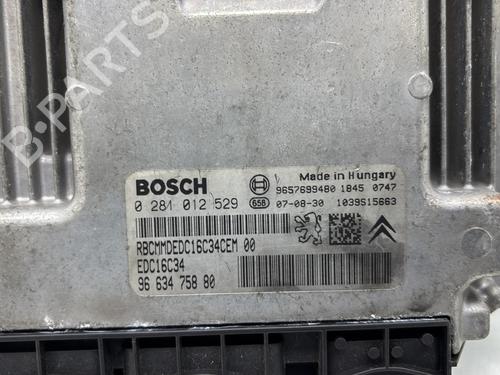 B-PARTS
BOSCH
Made in Hungary
9657699480 1845 0747
0 281 012 529 658 07-08-30 1039S15663
RBCMMDEDC16C34CEM 00
EDC16C34
96 634 758 80